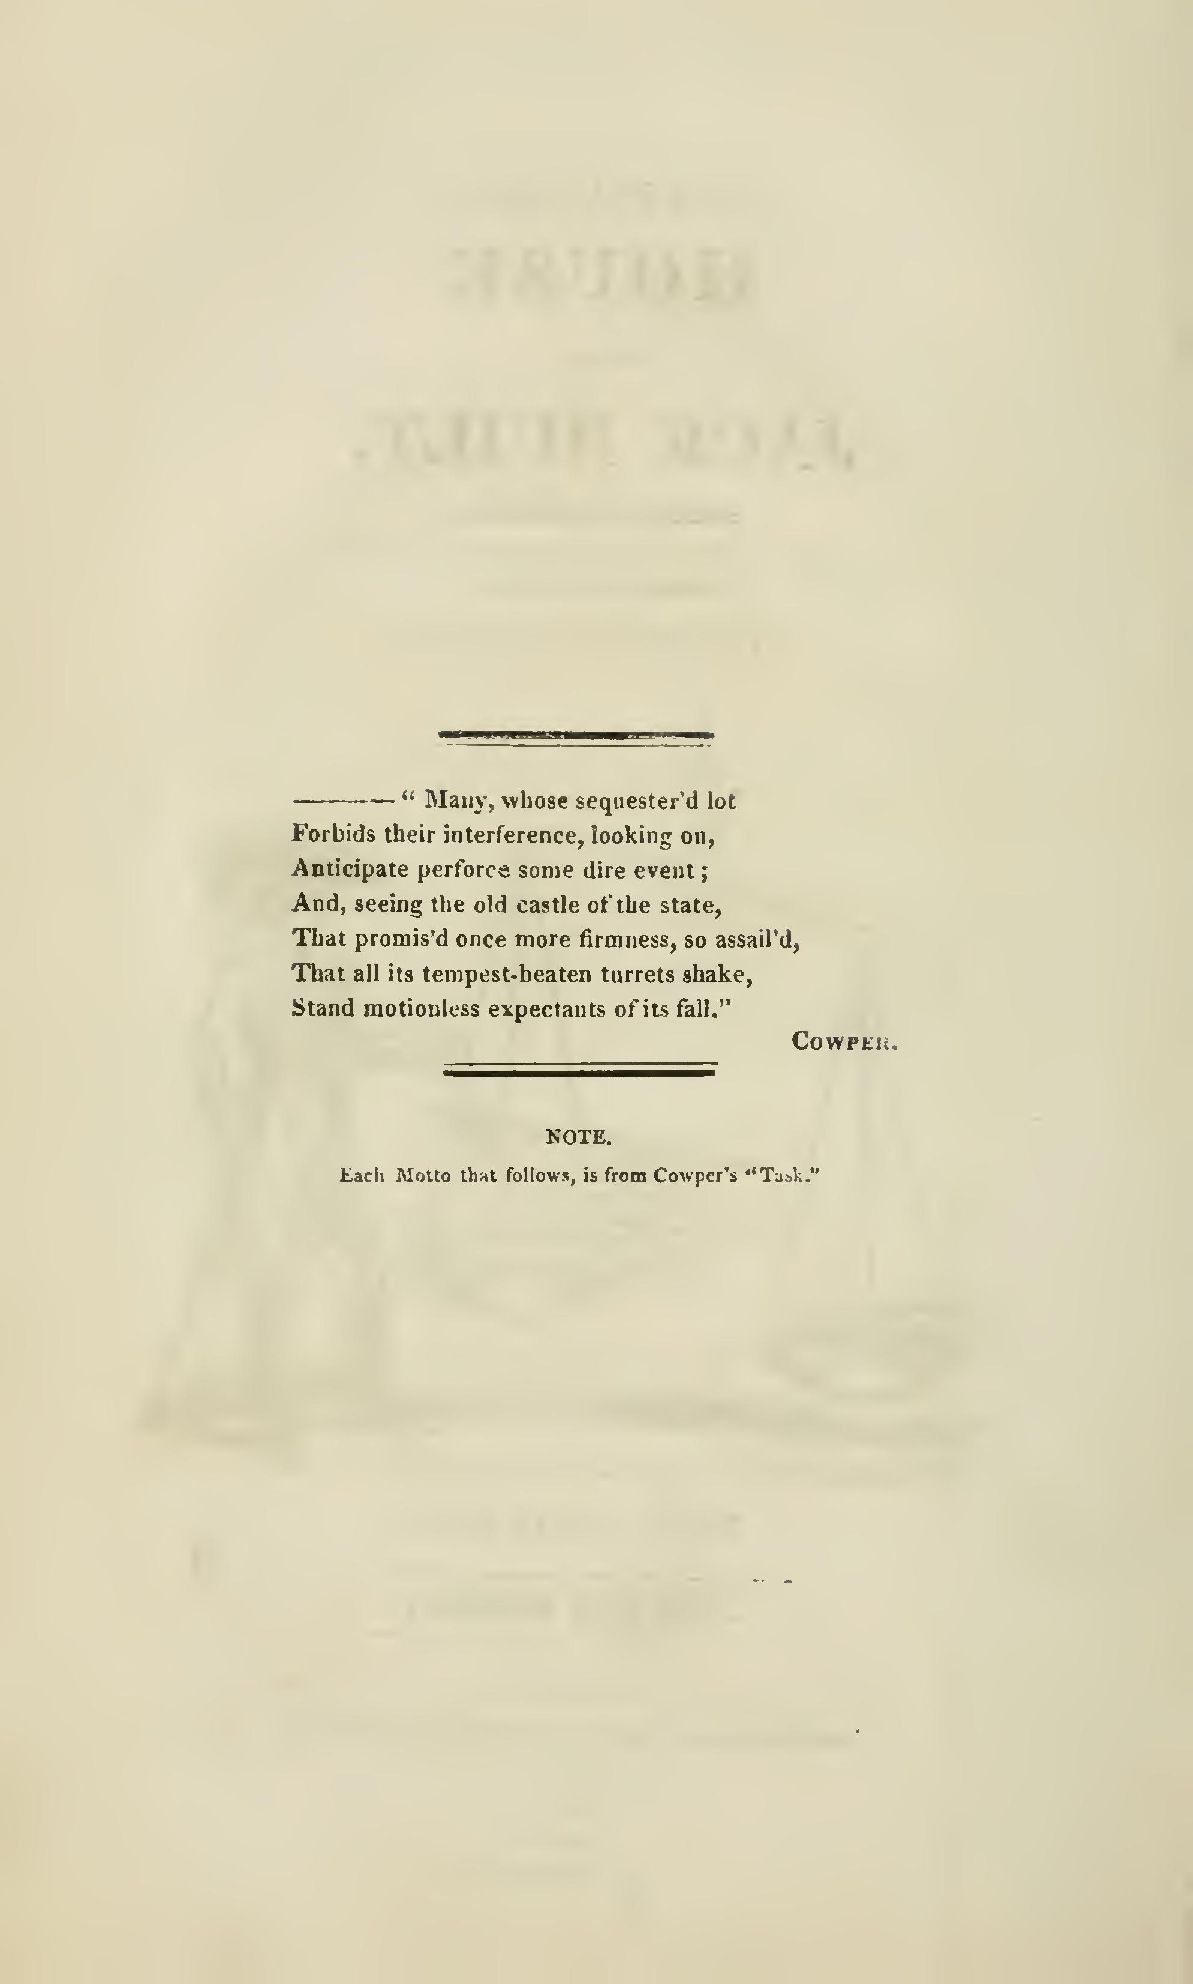 ———“ Many, whose sequester'd lot
Forbids their interference, looking on,
Anticipate perforce some dire event;
And, seeing the old castle of the state,
That promis'd once more firmness, so assail'd,
That all its tempest-beaten turrets shake,
Stand motionless expectants of its fall.”
COWPER.
NOTE.
Each Motto that follows, is from Cowper's “Task.”